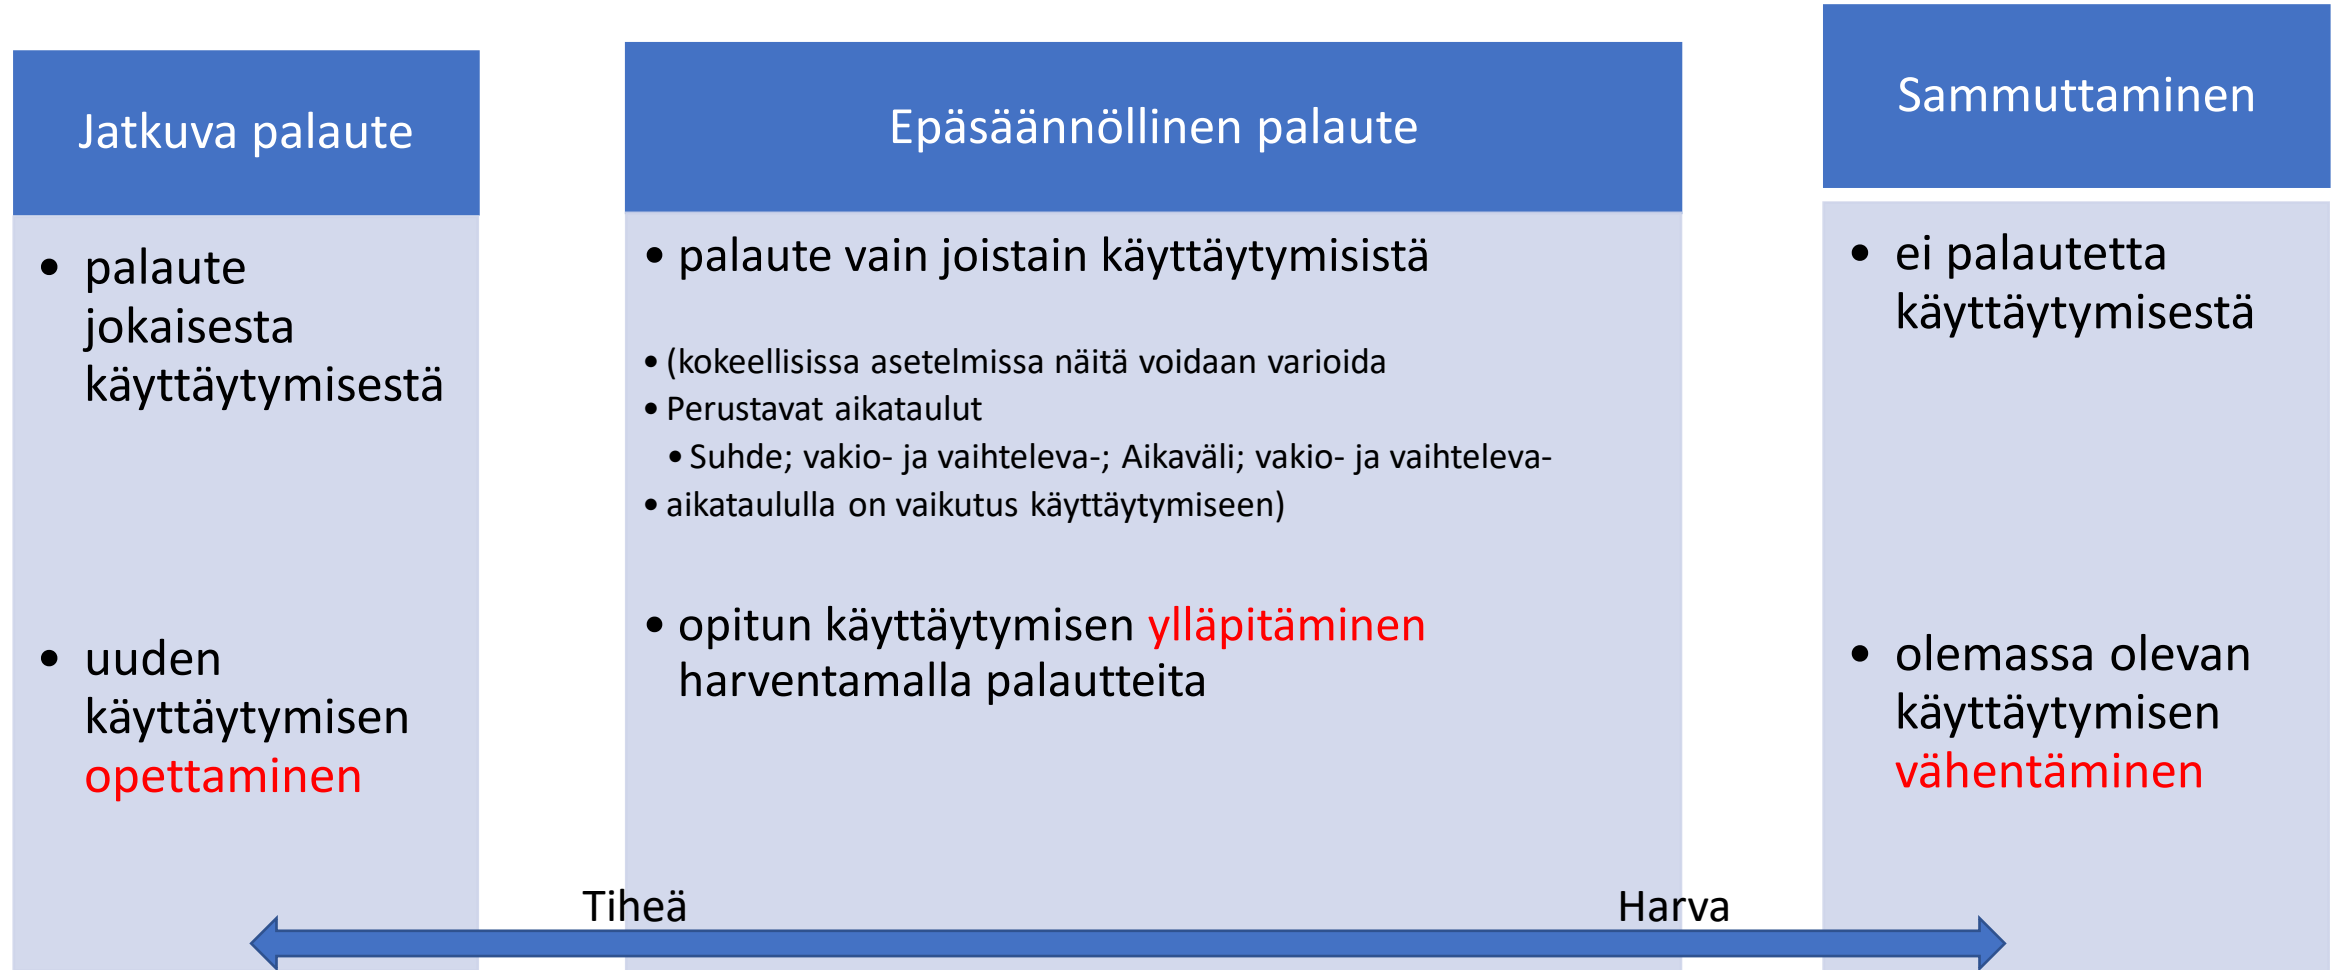 Jatkuva palaute
• palaute
jokaisesta
käyttäytymisestä
• uuden
käyttäytymisen
opettaminen
Epäsäännöllinen palaute
• palaute vain joistain käyttäytymisistä
• (kokeellisissa asetelmissa näitä voidaan varioida
• Perustavat aikataulut
• Suhde; vakio- ja vaihteleva-; Aikaväli; vakio- ja vaihteleva-
• aikataululla on vaikutus käyttäytymiseen)
• opitun käyttäytymisen ylläpitäminen
harventamalla palautteita
Sammuttaminen
• ei palautetta
käyttäytymisestä
• olemassa olevan
käyttäytymisen
vähentäminen
Tiheä
Harva